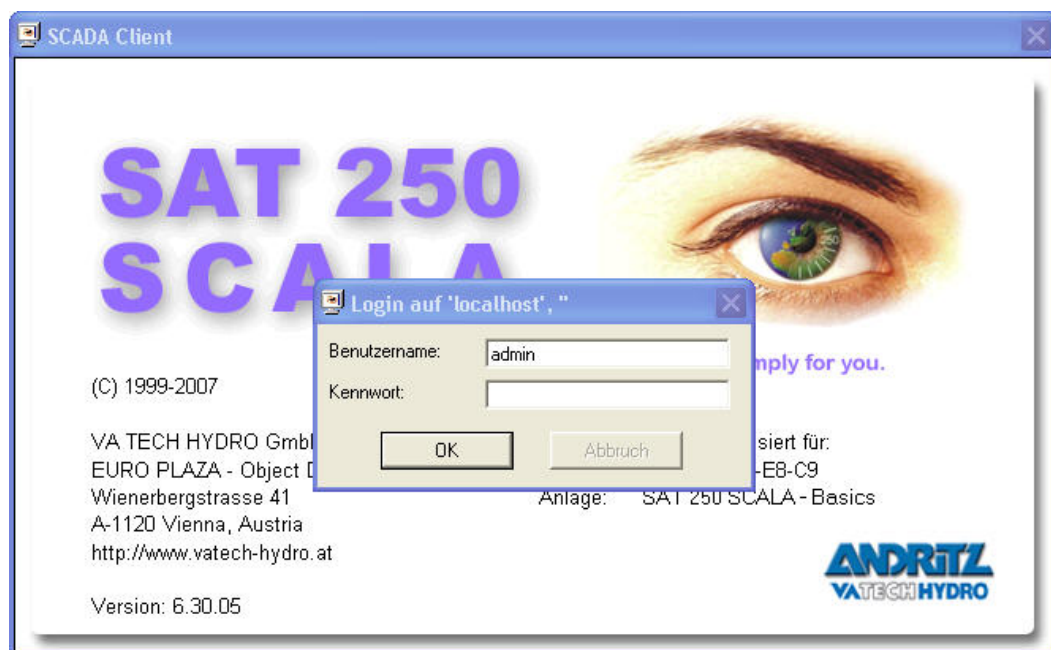 SCADA Client
SAT 250
SCALA
Login auf 'localhost', ''
Benutzername: admin
Kennwort:
OK Abbruch
mply for you.
(C) 1999-2007
VA TECH HYDRO Gmb
EURO PLAZA - Object
Wienerbergstrasse 41
A-1120 Vienna, Austria
http://www.vatech-hydro.at
siert für:
-E8-C9
Anlage: SAT 250 SCALA - Basics
Version: 6.30.05
ANDRITZ
VATECH HYDRO